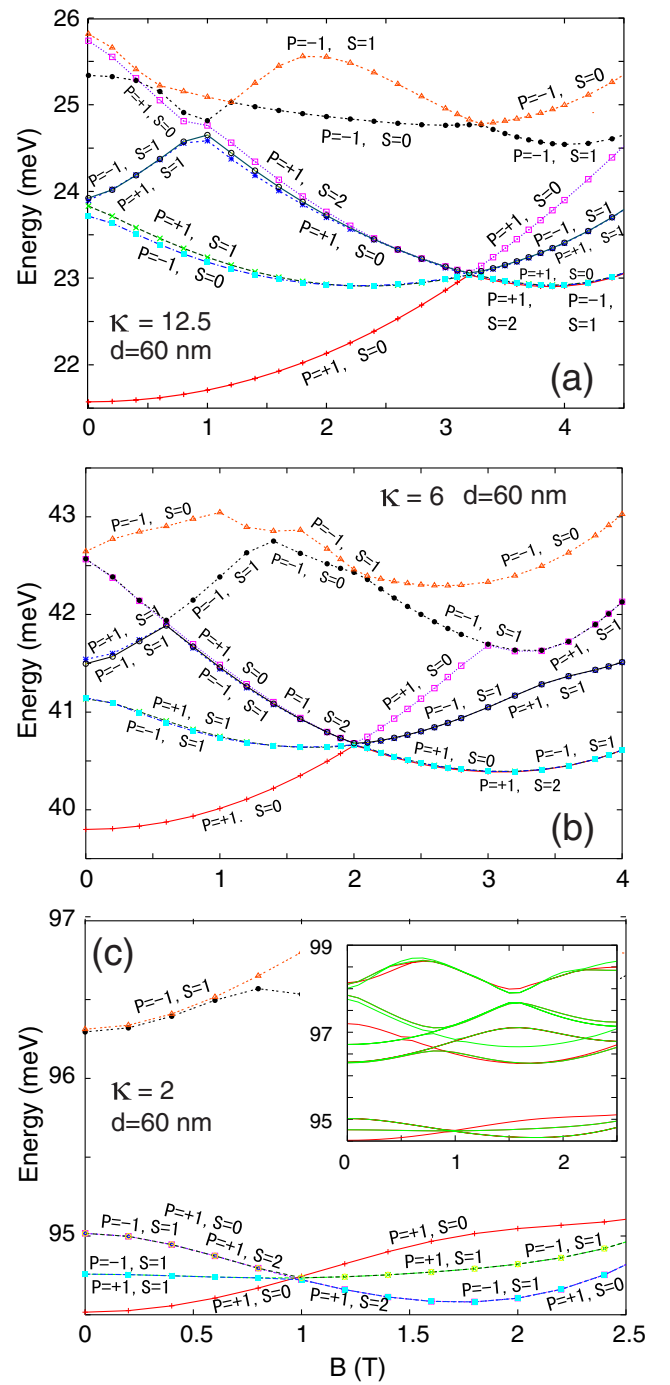 26
25
24
23
22
Energy (meV)
P=−1, S=1
P=+1, S=0
P=−1, S=0
P=−1, S=0
P=−1, S=1
P=−1, S=1
P=+1, S=1
P=+1, S=2
P=+1, S=0
P=+1, S=0
P=−1, S=1
P=+1, S=1
P=+1, S=1
P=−1, S=0
P=+1, S=0
P=+1, S=2
P=−1, S=1
P=+1, S=0
κ = 12.5
d=60 nm
(a)
0 1 2 3 4
κ = 6 d=60 nm
43
42
41
40
Energy (meV)
P=−1, S=0
P=−1, S=1
P=−1, S=0
P=−1, S=1
P=−1, S=0
P=−1, S=1
P=+1, S=1
P=−1, S=1
P=+1, S=0
P=−1, S=1
P=1, S=2
P=+1, S=0
P=−1, S=1
P=+1, S=1
P=+1, S=1
P=−1, S=1
P=+1, S=0
P=−1, S=1
P=+1, S=2
P=+1. S=0
(b)
0 1 2 3 4
(c)
97
96
95
Energy (meV)
P=−1, S=1
κ = 2
d=60 nm
99
97
95
0 1 2
P=−1, S=1
P=+1, S=0
P=+1, S=2
P=−1, S=1
P=+1, S=1
P=+1, S=0
P=+1, S=0
P=+1, S=1
P=−1, S=1
P=+1, S=2
P=−1, S=1
P=+1, S=0
0 0.5 1 1.5 2 2.5
B (T)